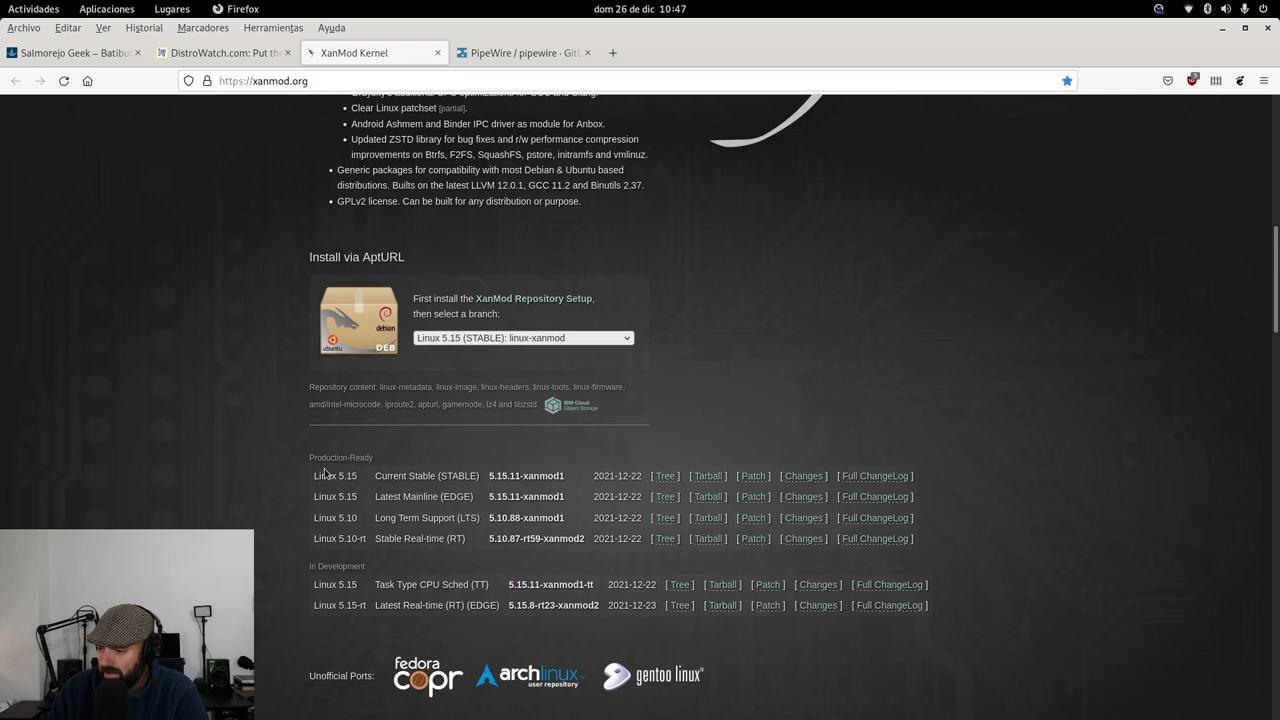 Actividades Aplicaciones Lugares Firefox dom 26 de dic 10:47
Archivo Editar Ver Historial Marcadores Herramientas Ayuda
Salmorejo Geek – Batibur DistroWatch.com: Put the XanMod Kernel PipeWire / pipewire · GitL
https://xanmod.org
Clear Linux patchset [partial].
Android Ashmem and Binder IPC driver as module for Anbox.
Updated ZSTD library for bug fixes and r/w performance compression
improvements on Btrfs, F2FS, SquashFS, pstore, initramfs and vmlinuz.
Generic packages for compatibility with most Debian & Ubuntu based
distributions. Builts on the latest LLVM 12.0.1, GCC 11.2 and Binutils 2.37.
GPLv2 license. Can be built for any distribution or purpose.
Install via AptURL
First install the XanMod Repository Setup,
then select a branch:
debian
Linux 5.15 (STABLE): linux-xanmod
ubuntu DEB
Repository content: linux-metadata, linux-image, linux-headers, linux-tools, linux-firmware,
amd/intel-microcode, iproute2, apturl, gamemode, lz4 and libzstd. IBM Cloud Object Storage
Production-Ready
Linux 5.15 Current Stable (STABLE) 5.15.11-xanmod1 2021-12-22 [ Tree ] [ Tarball ] [ Patch ] [ Changes ] [ Full ChangeLog ]
Linux 5.15 Latest Mainline (EDGE) 5.15.11-xanmod1 2021-12-22 [ Tree ] [ Tarball ] [ Patch ] [ Changes ] [ Full ChangeLog ]
Linux 5.10 Long Term Support (LTS) 5.10.88-xanmod1 2021-12-22 [ Tree ] [ Tarball ] [ Patch ] [ Changes ] [ Full ChangeLog ]
Linux 5.10-rt Stable Real-time (RT) 5.10.87-rt59-xanmod2 2021-12-22 [ Tree ] [ Tarball ] [ Patch ] [ Changes ] [ Full ChangeLog ]
In Development
Linux 5.15 Task Type CPU Sched (TT) 5.15.11-xanmod1-tt 2021-12-22 [ Tree ] [ Tarball ] [ Patch ] [ Changes ] [ Full ChangeLog ]
Linux 5.15-rt Latest Real-time (RT) (EDGE) 5.15.8-rt23-xanmod2 2021-12-23 [ Tree ] [ Tarball ] [ Patch ] [ Changes ] [ Full ChangeLog ]
Unofficial Ports: fedora copr archlinux user repository gentoo linux